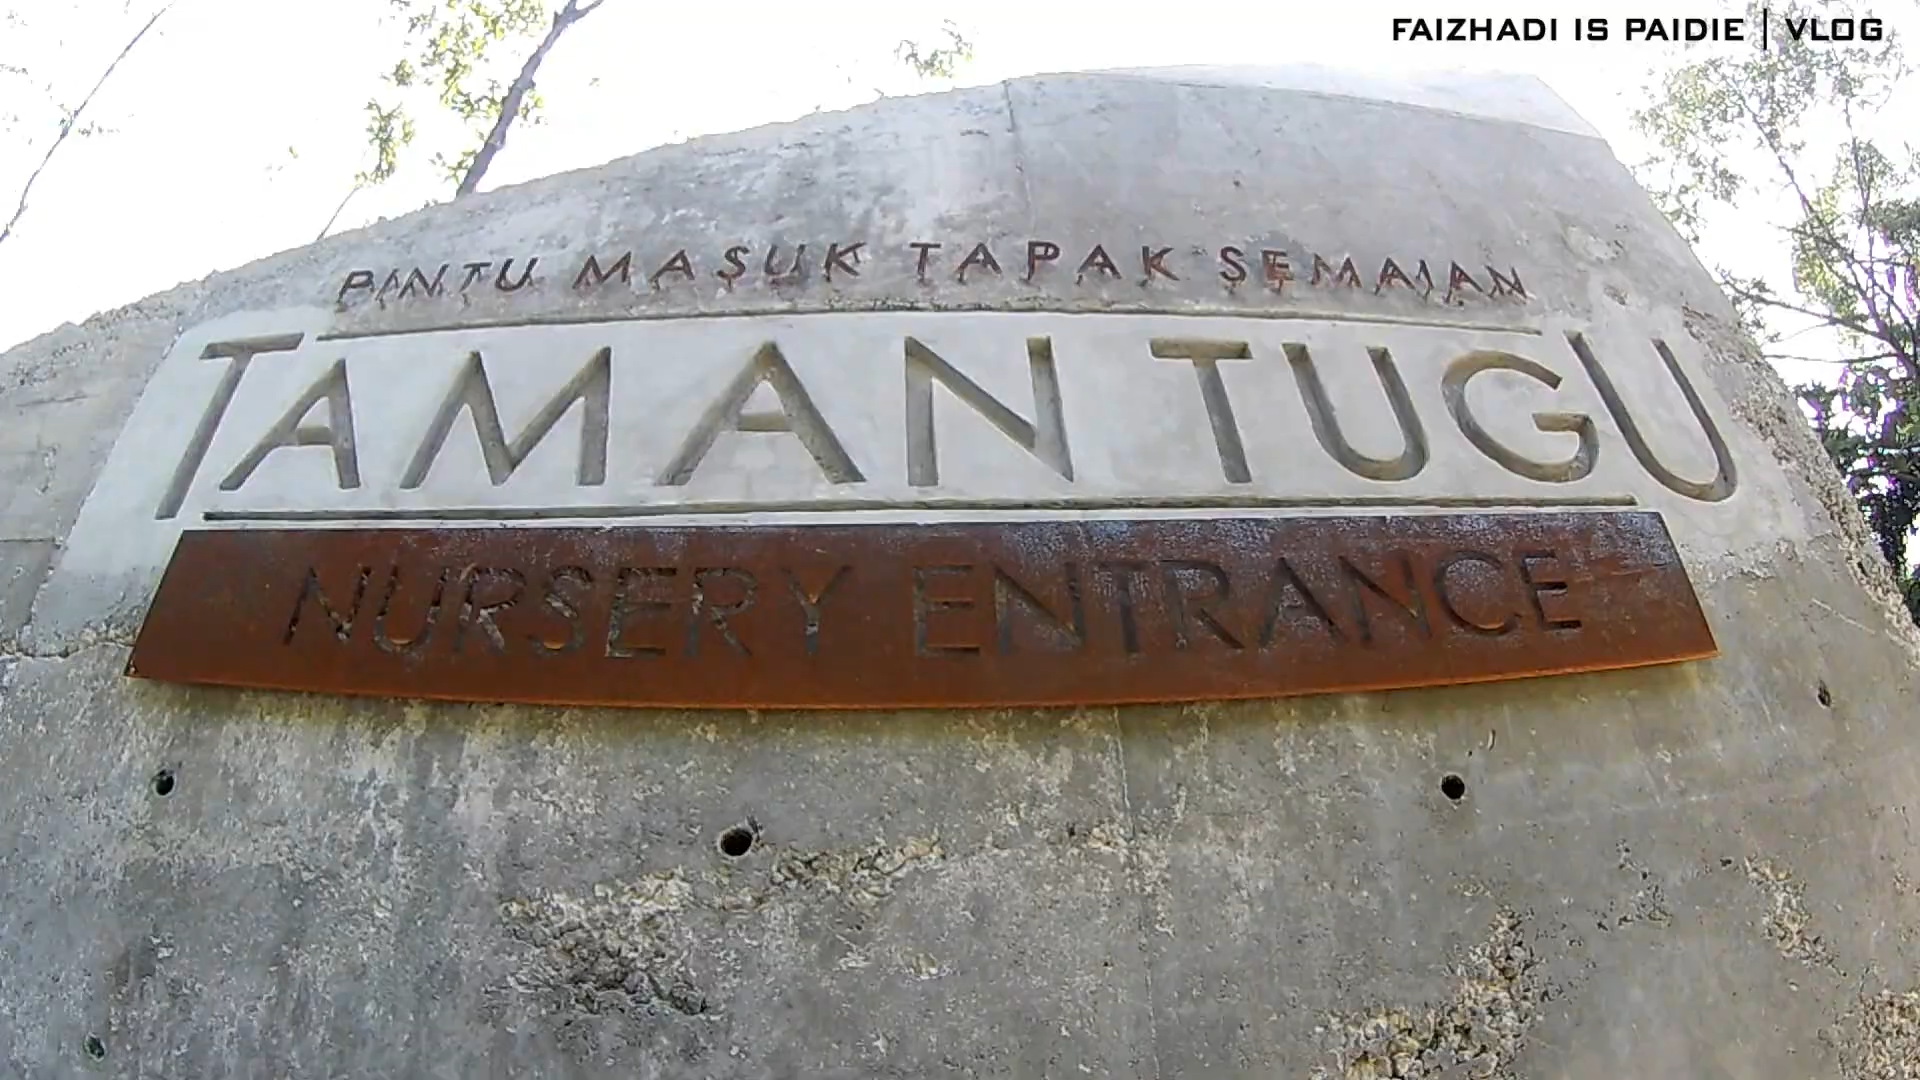 FAIZHADI IS PAIDIE | VLOG
PINTU MASUK TAPAK SEMAIAN
TAMAN TUGU
NURSERY ENTRANCE